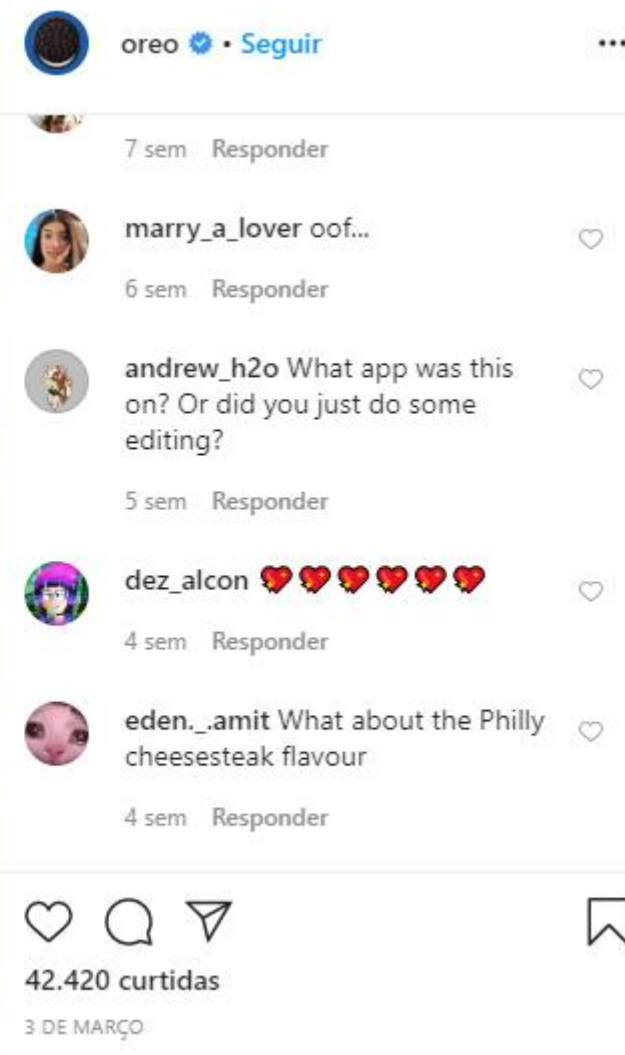 oreo • Seguir
7 sem Responder
marry_a_lover oof...
6 sem Responder
andrew_h2o What app was this
on? Or did you just do some
editing?
5 sem Responder
dez_alcon 💖💖💖💖💖💖
4 sem Responder
eden._.amit What about the Philly
cheesesteak flavour
4 sem Responder
42.420 curtidas
3 DE MARÇO